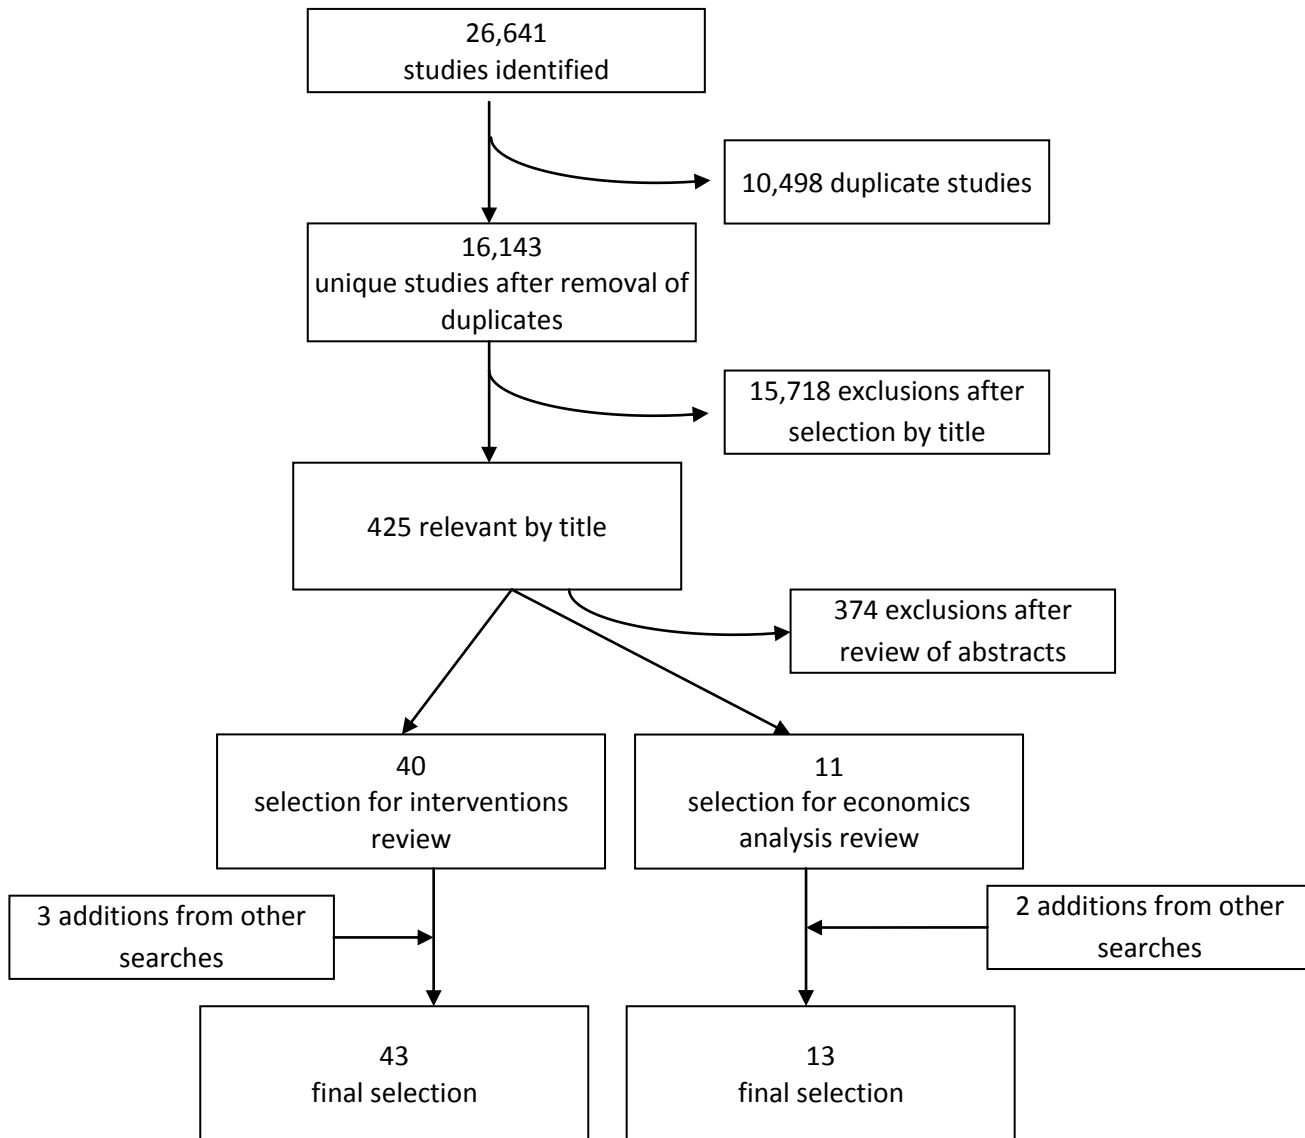 26,641
studies identified
10,498 duplicate studies
16,143
unique studies after removal of
duplicates
15,718 exclusions after
selection by title
425 relevant by title
374 exclusions after
review of abstracts
40
selection for interventions
review
11
selection for economics
analysis review
3 additions from other
searches
2 additions from other
searches
43
final selection
13
final selection